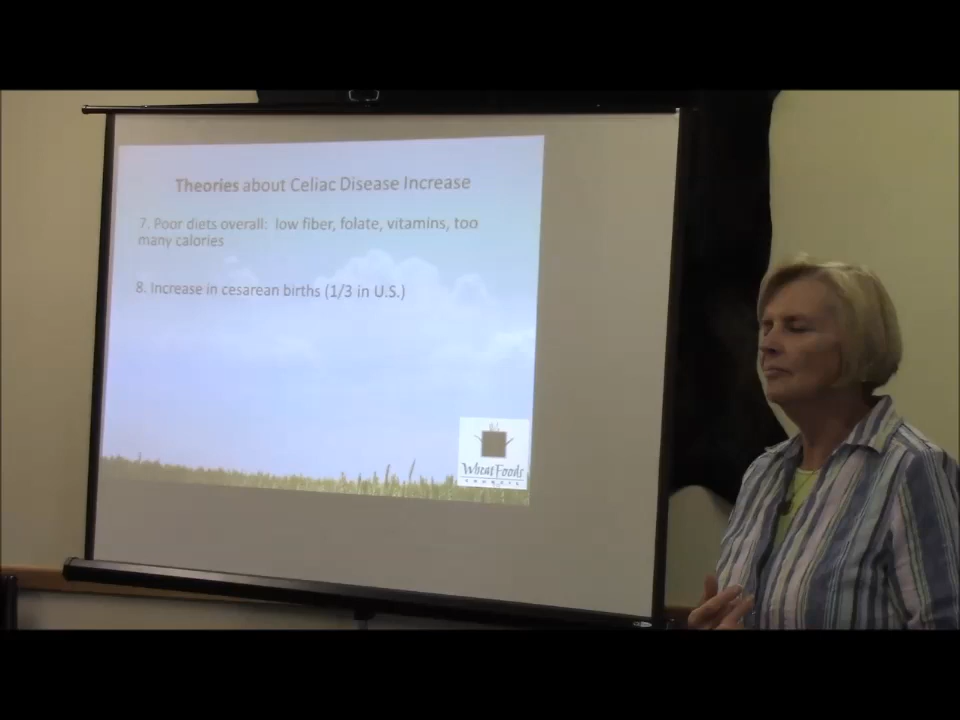 Theories about Celiac Disease Increase
7. Poor diets overall: low fiber, folate, vitamins, too
many calories
8. Increase in cesarean births (1/3 in U.S.)
Wheat Foods
COUNCIL